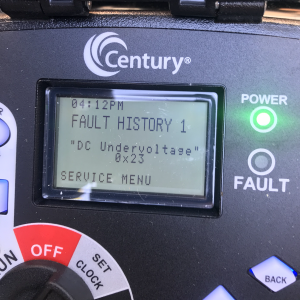 Century®
04:12PM
FAULT HISTORY 1
"DC Undervoltage"
0x23
SERVICE MENU
POWER
FAULT
OFF
SET
CLOCK
BACK